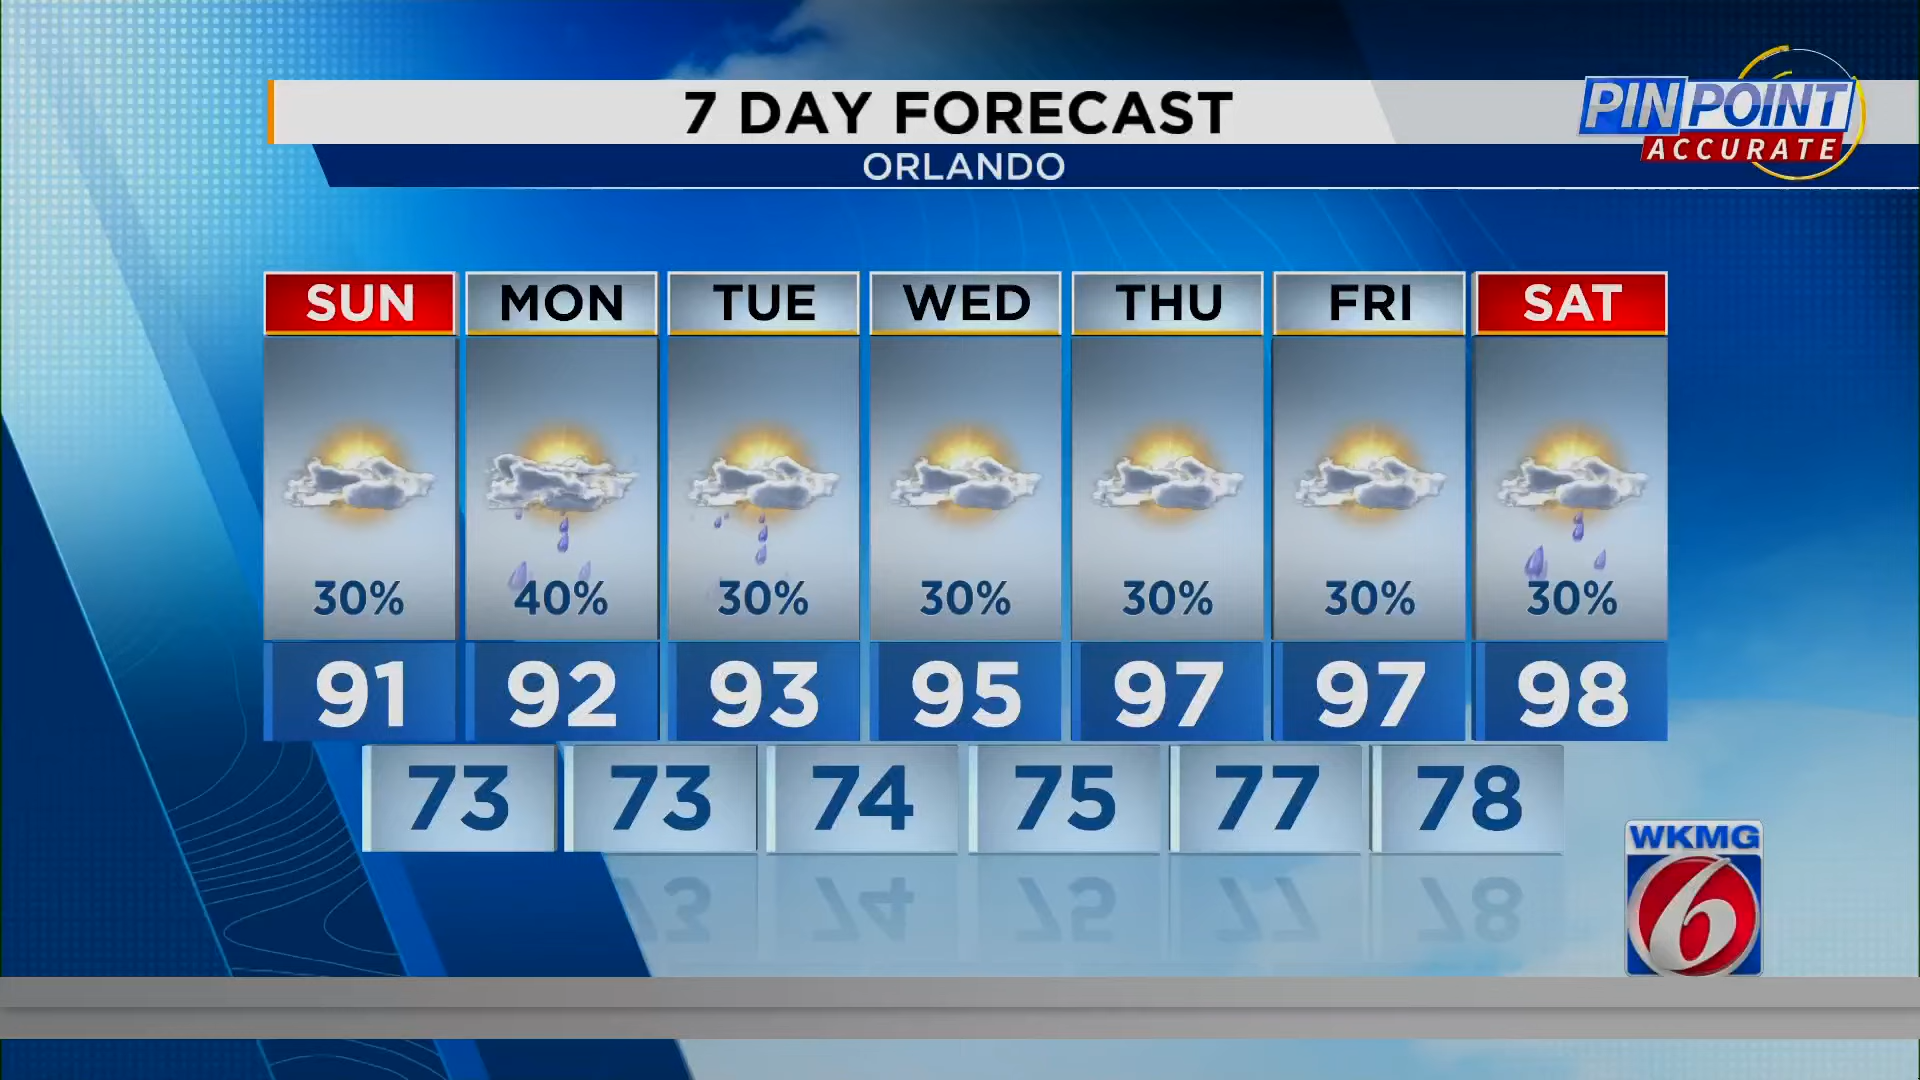 7 DAY FORECAST
ORLANDO
PINPOINT
ACCURATE
SUN MON TUE WED THU FRI SAT
30% 40% 30% 30% 30% 30% 30%
91 92 93 95 97 97 98
73 73 74 75 77 78
WKMG
6